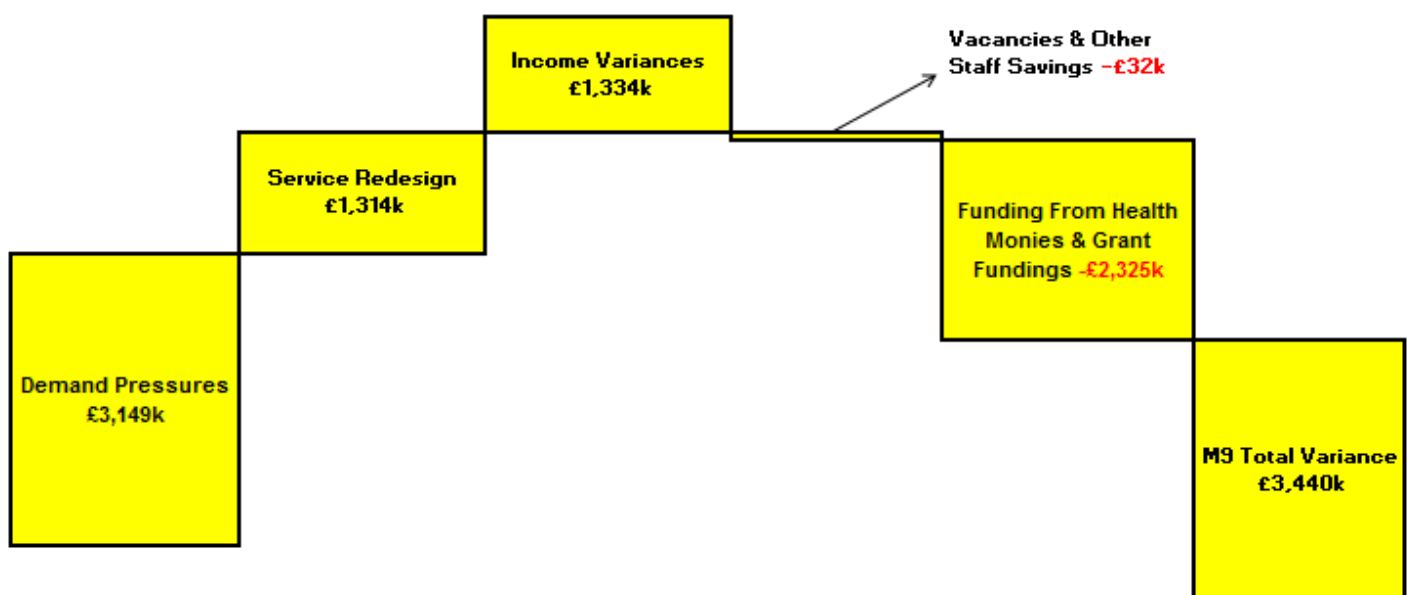 Demand Pressures
£3,149k
Service Redesign
£1,314k
Income Variances
£1,334k
Vacancies & Other
Staff Savings -£32k
Funding From Health
Monies & Grant
Fundings -£2,325k
M9 Total Variance
£3,440k